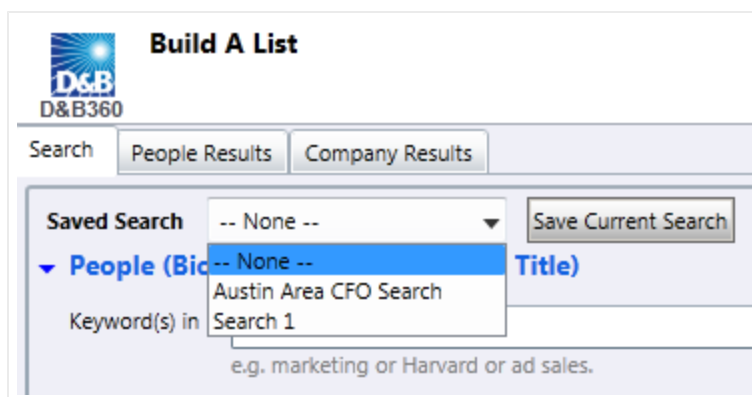 Build A List
D&B
D&B360
Search People Results Company Results
Saved Search -- None -- Save Current Search
-- None --
People (Bio Title)
Austin Area CFO Search
Keyword(s) in
Search 1
e.g. marketing or Harvard or ad sales.